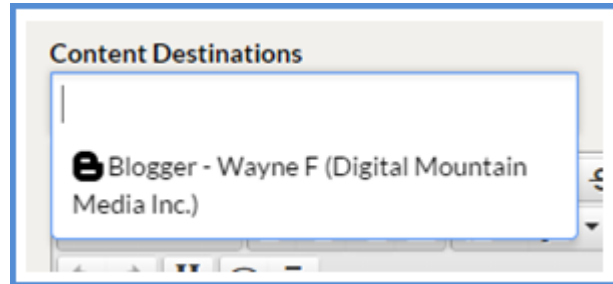 Content Destinations
Blogger - Wayne F (Digital Mountain
Media Inc.)